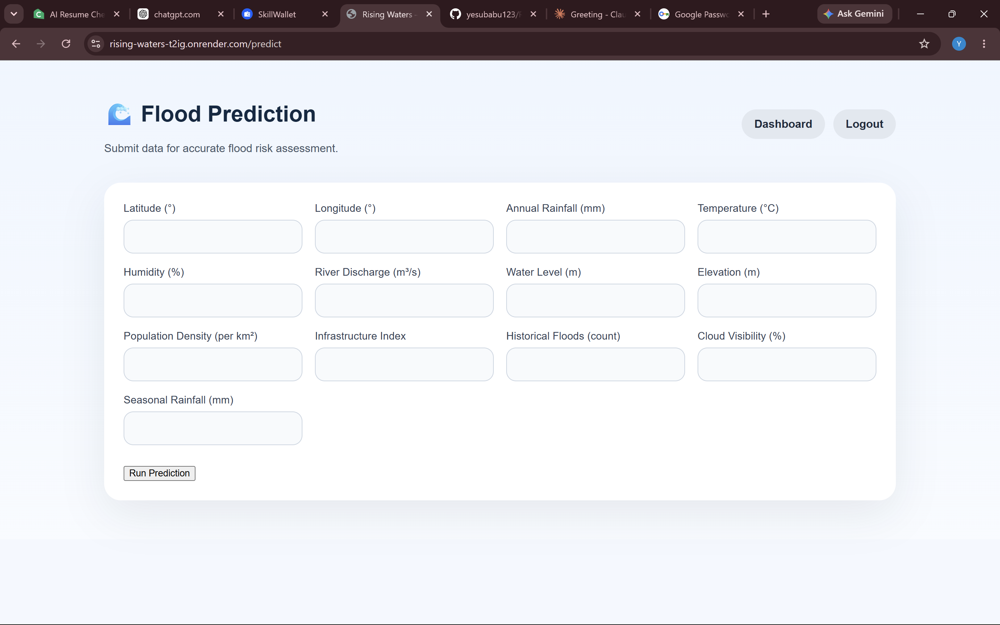 AI Resume Che
chatgpt.com
SkillWallet
Rising Waters -
yesubabu123/
Greeting - Clau
Google Passwo
Ask Gemini
rising-waters-t2ig.onrender.com/predict
Y
Flood Prediction
Dashboard
Logout
Submit data for accurate flood risk assessment.
Latitude (°)
Longitude (°)
Annual Rainfall (mm)
Temperature (°C)
Humidity (%)
River Discharge (m³/s)
Water Level (m)
Elevation (m)
Population Density (per km²)
Infrastructure Index
Historical Floods (count)
Cloud Visibility (%)
Seasonal Rainfall (mm)
Run Prediction